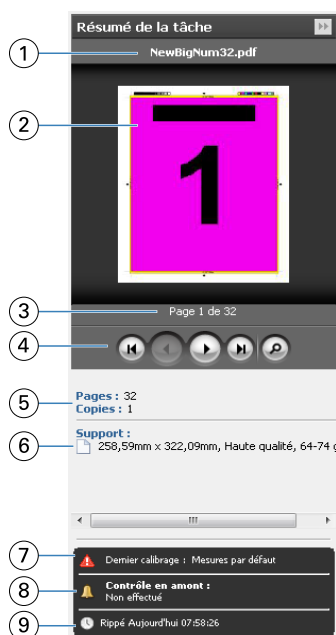 Résumé de la tâche
1
NewBigNum32.pdf
2
1
3
Page 1 de 32
4
5
Pages : 32
Copies : 1
Support :
6
258,59mm x 322,09mm, Haute qualité, 64-74 g
7
Dernier calibrage : Mesures par défaut
8
Contrôle en amont :
Non effectué
9
Rippé Aujourd'hui 07:58:26